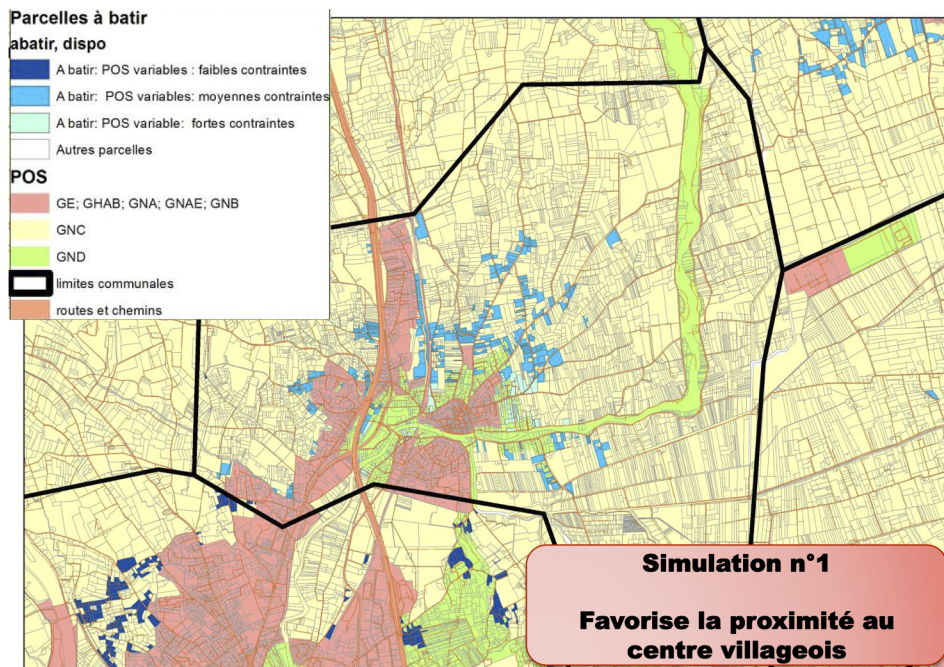 Parcelles à batir
abatir, dispo
A batir: POS variables : faibles contraintes
A batir: POS variables: moyennes contraintes
A batir: POS variable: fortes contraintes
Autres parcelles
POS
GE; GHAB; GNA; GNAE; GNB
GNC
GND
limites communales
routes et chemins
Simulation n°1
Favorise la proximité au
centre villageois